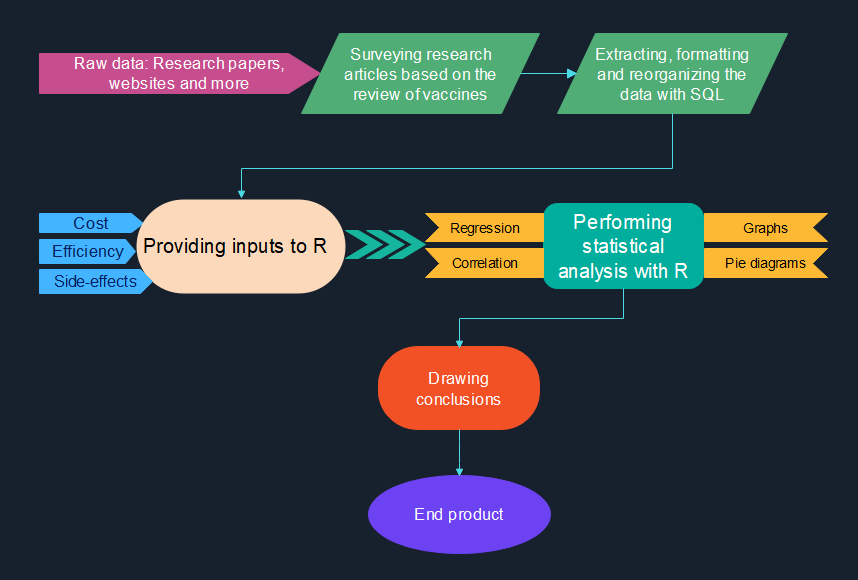 Raw data: Research papers,
websites and more
Surveying research
articles based on the
review of vaccines
Extracting, formatting
and reorganizing the
data with SQL
Cost
Efficiency
Side-effects
Providing inputs to R
Regression
Correlation
Performing
statistical
analysis with R
Graphs
Pie diagrams
Drawing
conclusions
End product